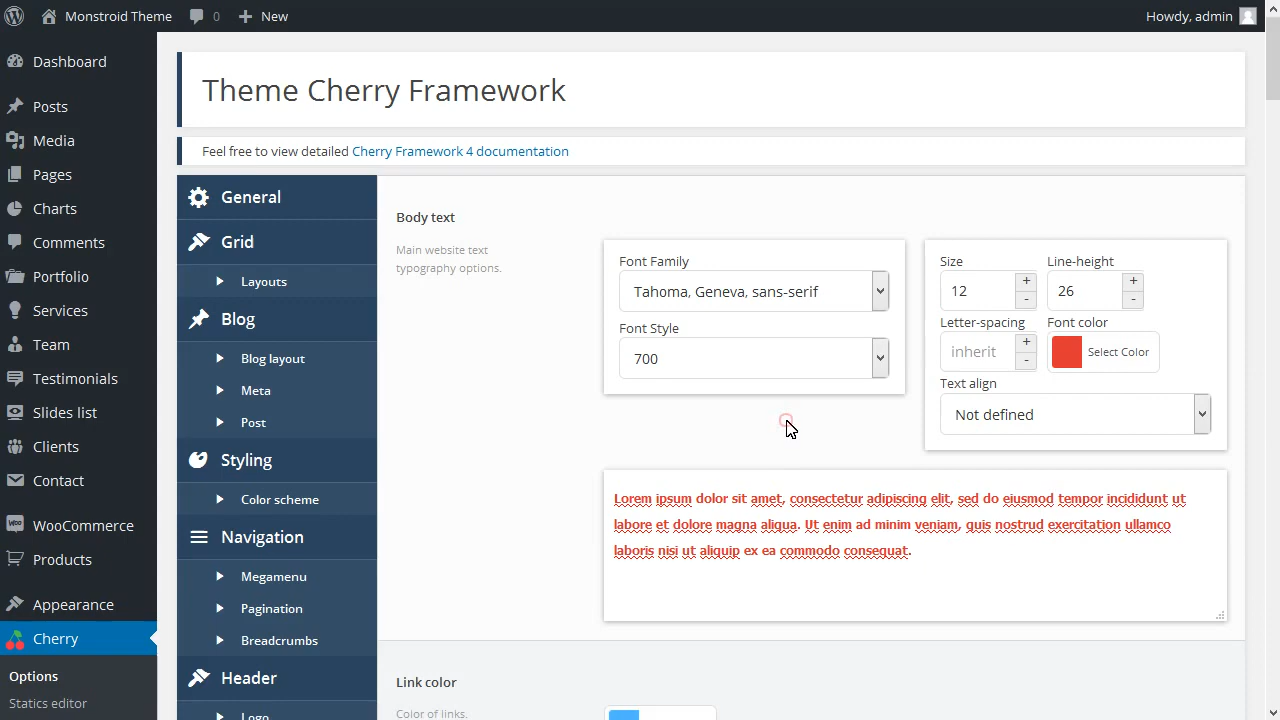 Monstroid Theme
0
New
Howdy, admin
Dashboard
Posts
Media
Pages
Charts
Comments
Portfolio
Services
Team
Testimonials
Slides list
Clients
Contact
WooCommerce
Products
Appearance
Cherry
Options
Statics editor
Theme Cherry Framework
Feel free to view detailed Cherry Framework 4 documentation
General
Grid
Layouts
Blog
Blog layout
Meta
Post
Styling
Color scheme
Navigation
Megamenu
Pagination
Breadcrumbs
Header
Logo
Body text
Main website text
typography options.
Font Family
Tahoma, Geneva, sans-serif
Font Style
700
Size
Line-height
12 + -
26 + -
Letter-spacing
Font color
inherit + -
Select Color
Text align
Not defined
Lorem ipsum dolor sit amet, consectetur adipiscing elit, sed do eiusmod tempor incididunt ut
labore et dolore magna aliqua. Ut enim ad minim veniam, quis nostrud exercitation ullamco
laboris nisi ut aliquip ex ea commodo consequat.
Link color
Color of links.